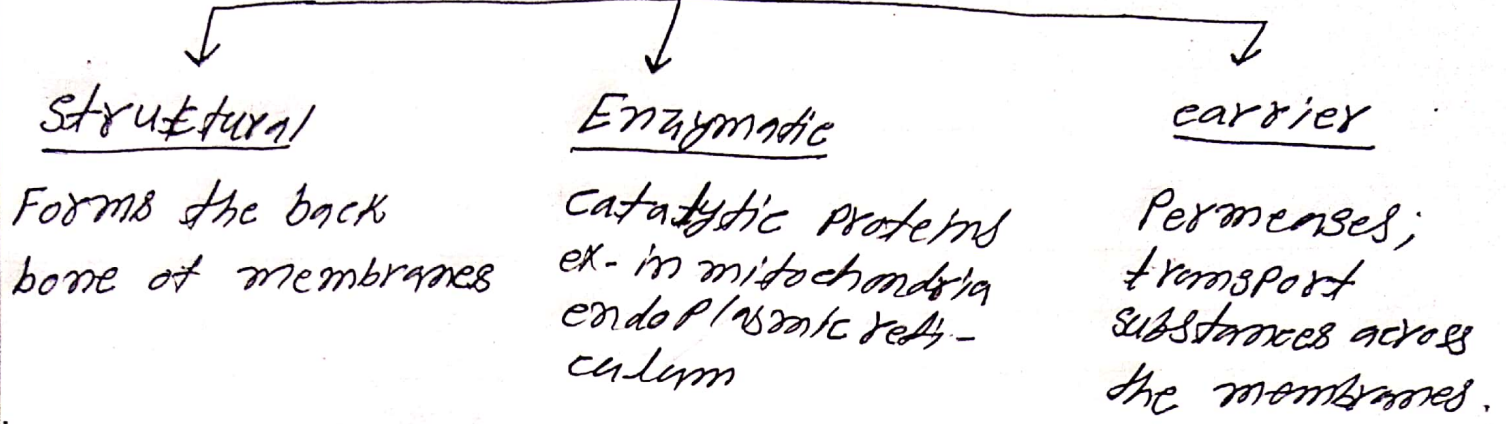 Struktural
Forms the back
bone of membranes
Enzymatic
Catalytic Proteins
ex- in mitochondria
endoplasmic reti-
culum
carrier
Permeases;
transport
substances across
the membranes.